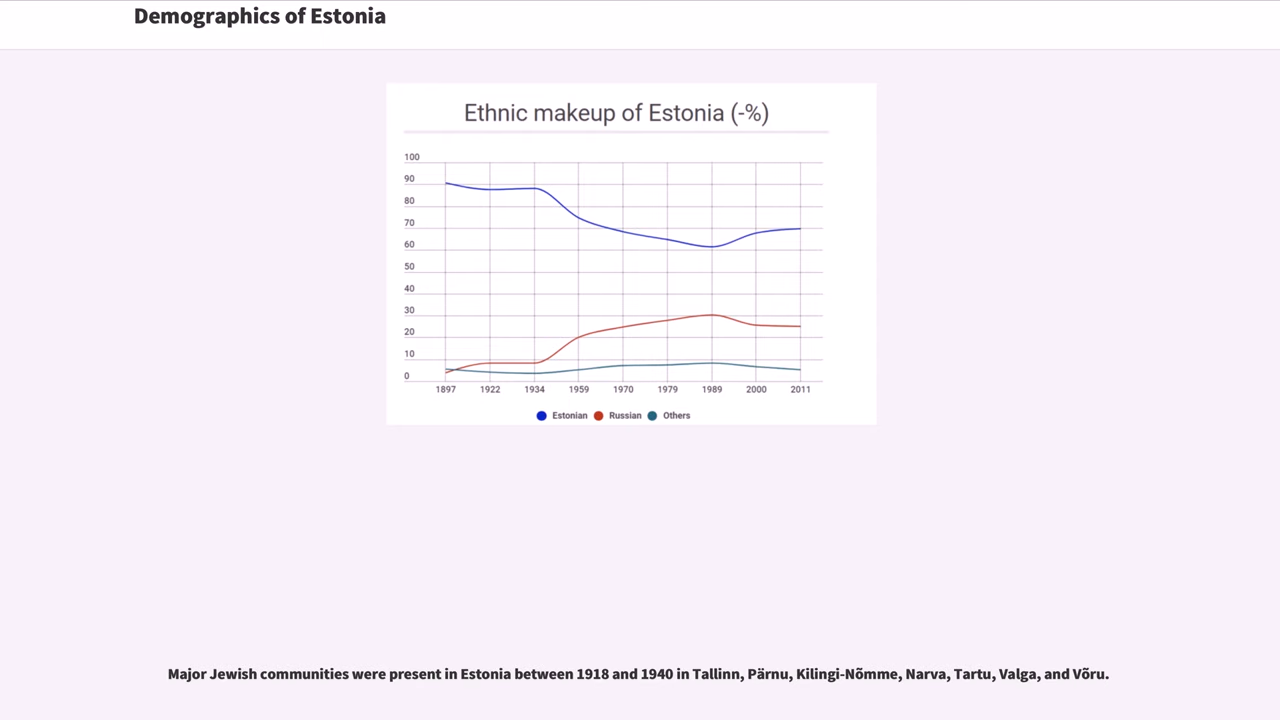 Demographics of Estonia
Ethnic makeup of Estonia (-%)
100
90
80
70
60
50
40
30
20
10
0
1897 1922 1934 1959 1970 1979 1989 2000 2011
Estonian Russian Others
Major Jewish communities were present in Estonia between 1918 and 1940 in Tallinn, Pärnu, Kilingi-Nõmme, Narva, Tartu, Valga, and Võru.